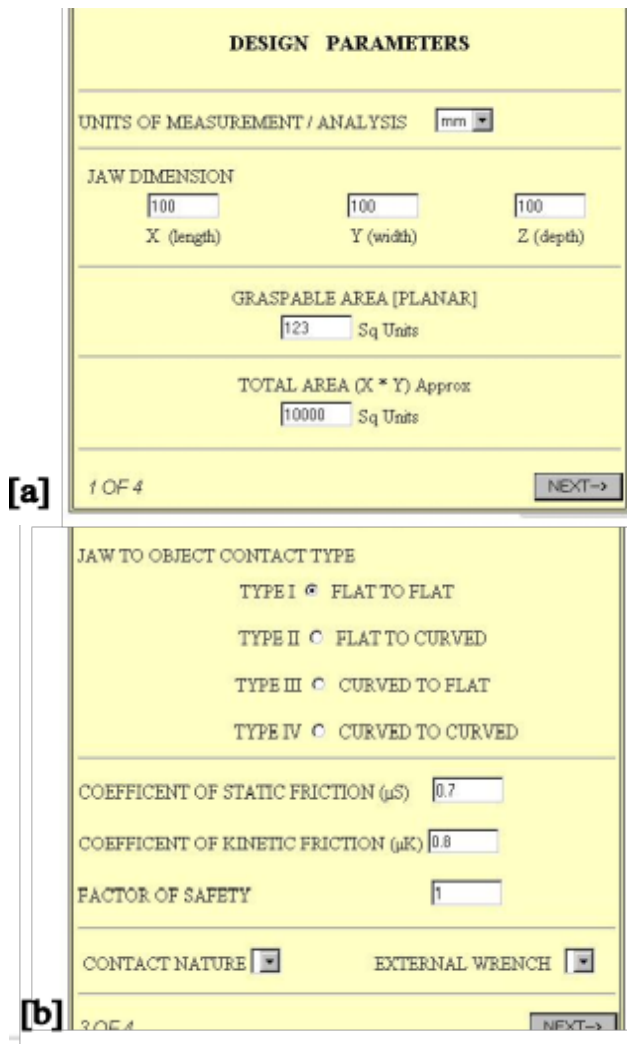 DESIGN PARAMETERS
UNITS OF MEASUREMENT / ANALYSIS mm
JAW DIMENSION
100 100 100
X (length) Y (width) Z (depth)
GRASPABLE AREA [PLANAR]
123 Sq Units
TOTAL AREA (X * Y) Approx
10000 Sq Units
[a] 1 OF 4 NEXT->
JAW TO OBJECT CONTACT TYPE
TYPE I FLAT TO FLAT
TYPE II FLAT TO CURVED
TYPE III CURVED TO FLAT
TYPE IV CURVED TO CURVED
COEFFICENT OF STATIC FRICTION (µS) 0.7
COEFFICENT OF KINETIC FRICTION (µK) 0.8
FACTOR OF SAFETY 1
CONTACT NATURE EXTERNAL WRENCH
[b] 3 OF 4 NEXT->